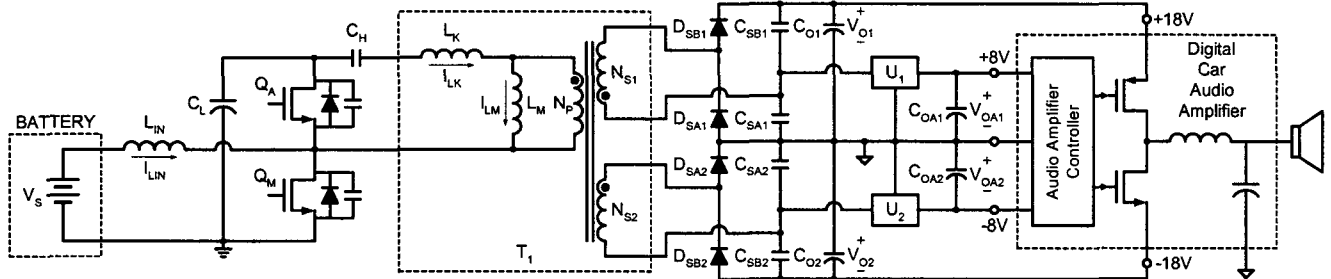 BATTERY
V_S
L_IN
I_LIN
C_L
Q_A
Q_M
C_H
L_K
I_LK
I_LM
L_M
N_P
N_S1
N_S2
T_1
D_SB1
C_SB1
C_O1
V_O1
+
–
D_SA1
C_SA1
D_SA2
C_SA2
D_SB2
C_SB2
C_O2
V_O2
+
–
U_1
U_2
+8V
-8V
C_OA1
V_OA1
+
–
C_OA2
V_OA2
+
–
+18V
-18V
Audio Amplifier
Controller
Digital
Car
Audio
Amplifier